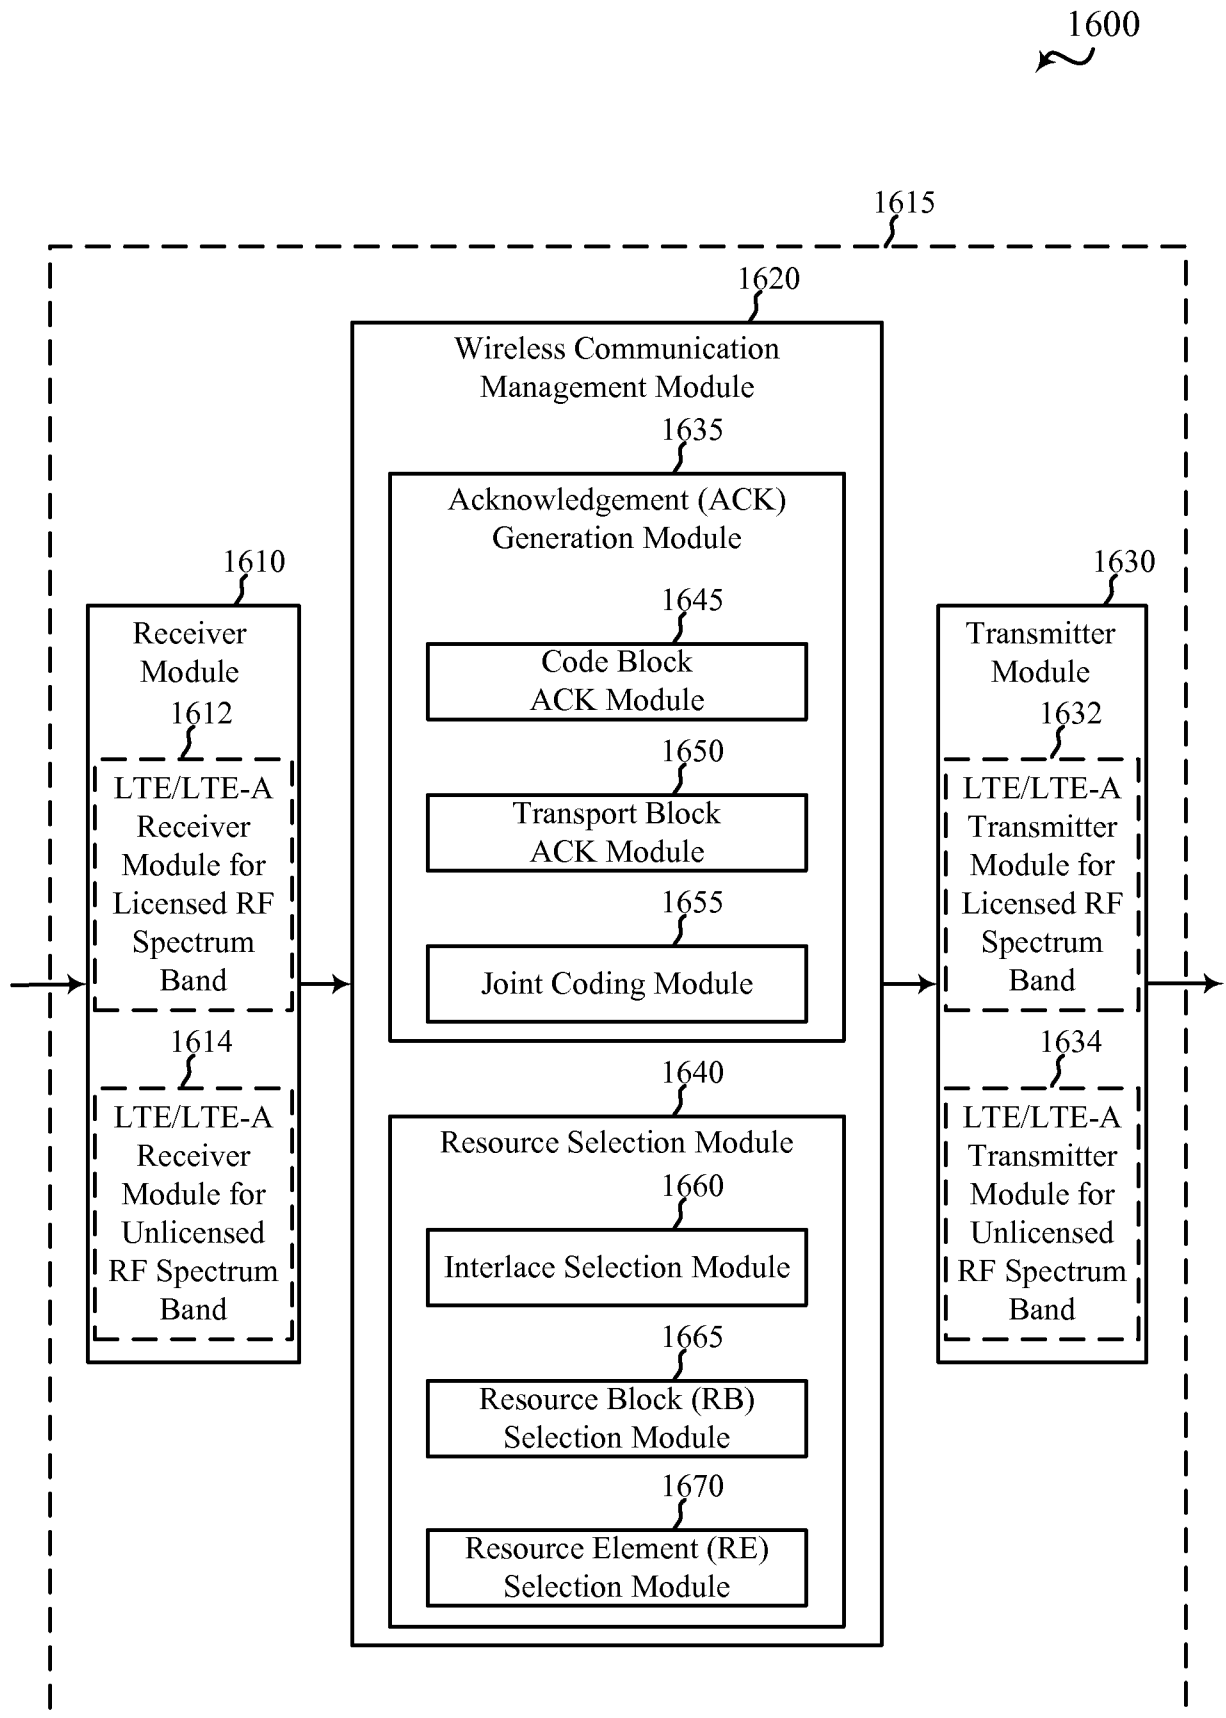 1600
1615
1620
Wireless Communication
Management Module
1635
Acknowledgement (ACK)
Generation Module
1645
Code Block
ACK Module
1650
Transport Block
ACK Module
1655
Joint Coding Module
1640
Resource Selection Module
1660
Interlace Selection Module
1665
Resource Block (RB)
Selection Module
1670
Resource Element (RE)
Selection Module
1610
Receiver
Module
1612
LTE/LTE-A
Receiver
Module for
Licensed RF
Spectrum
Band
1614
LTE/LTE-A
Receiver
Module for
Unlicensed
RF Spectrum
Band
1630
Transmitter
Module
1632
LTE/LTE-A
Transmitter
Module for
Licensed RF
Spectrum
Band
1634
LTE/LTE-A
Transmitter
Module for
Unlicensed
RF Spectrum
Band